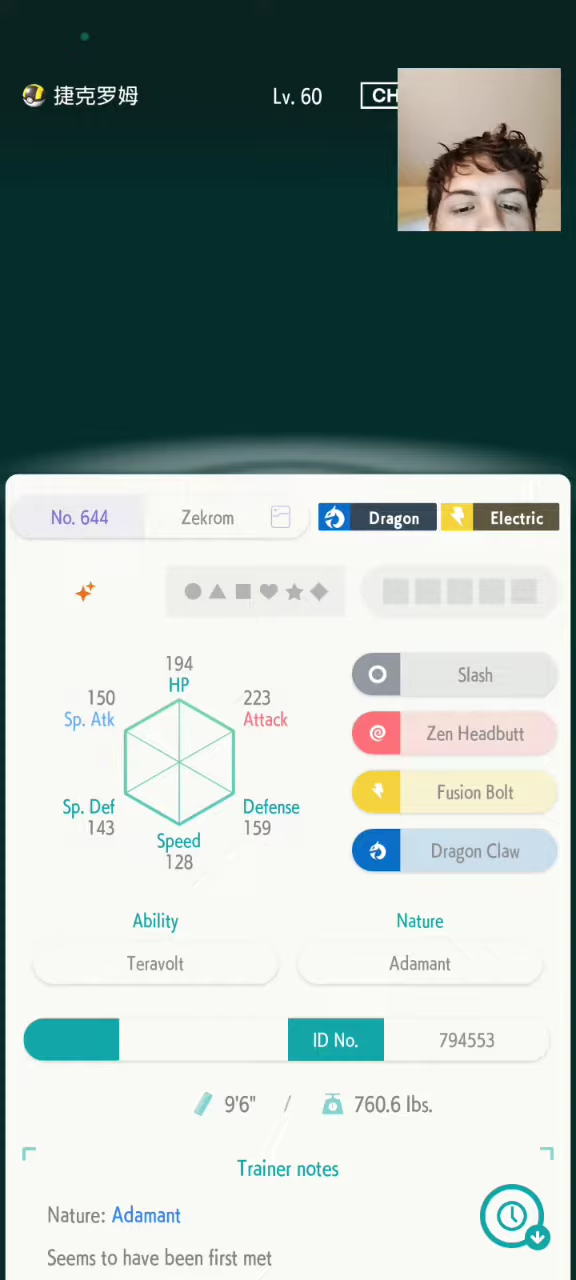 捷克罗姆 Lv. 60 CH
No. 644 Zekrom Dragon Electric
194
HP
150 223
Sp. Atk Attack
Sp. Def Defense
143 159
Speed
128
Slash
Zen Headbutt
Fusion Bolt
Dragon Claw
Ability Nature
Teravolt Adamant
ID No. 794553
9'6" / 760.6 lbs.
Trainer notes
Nature: Adamant
Seems to have been first met